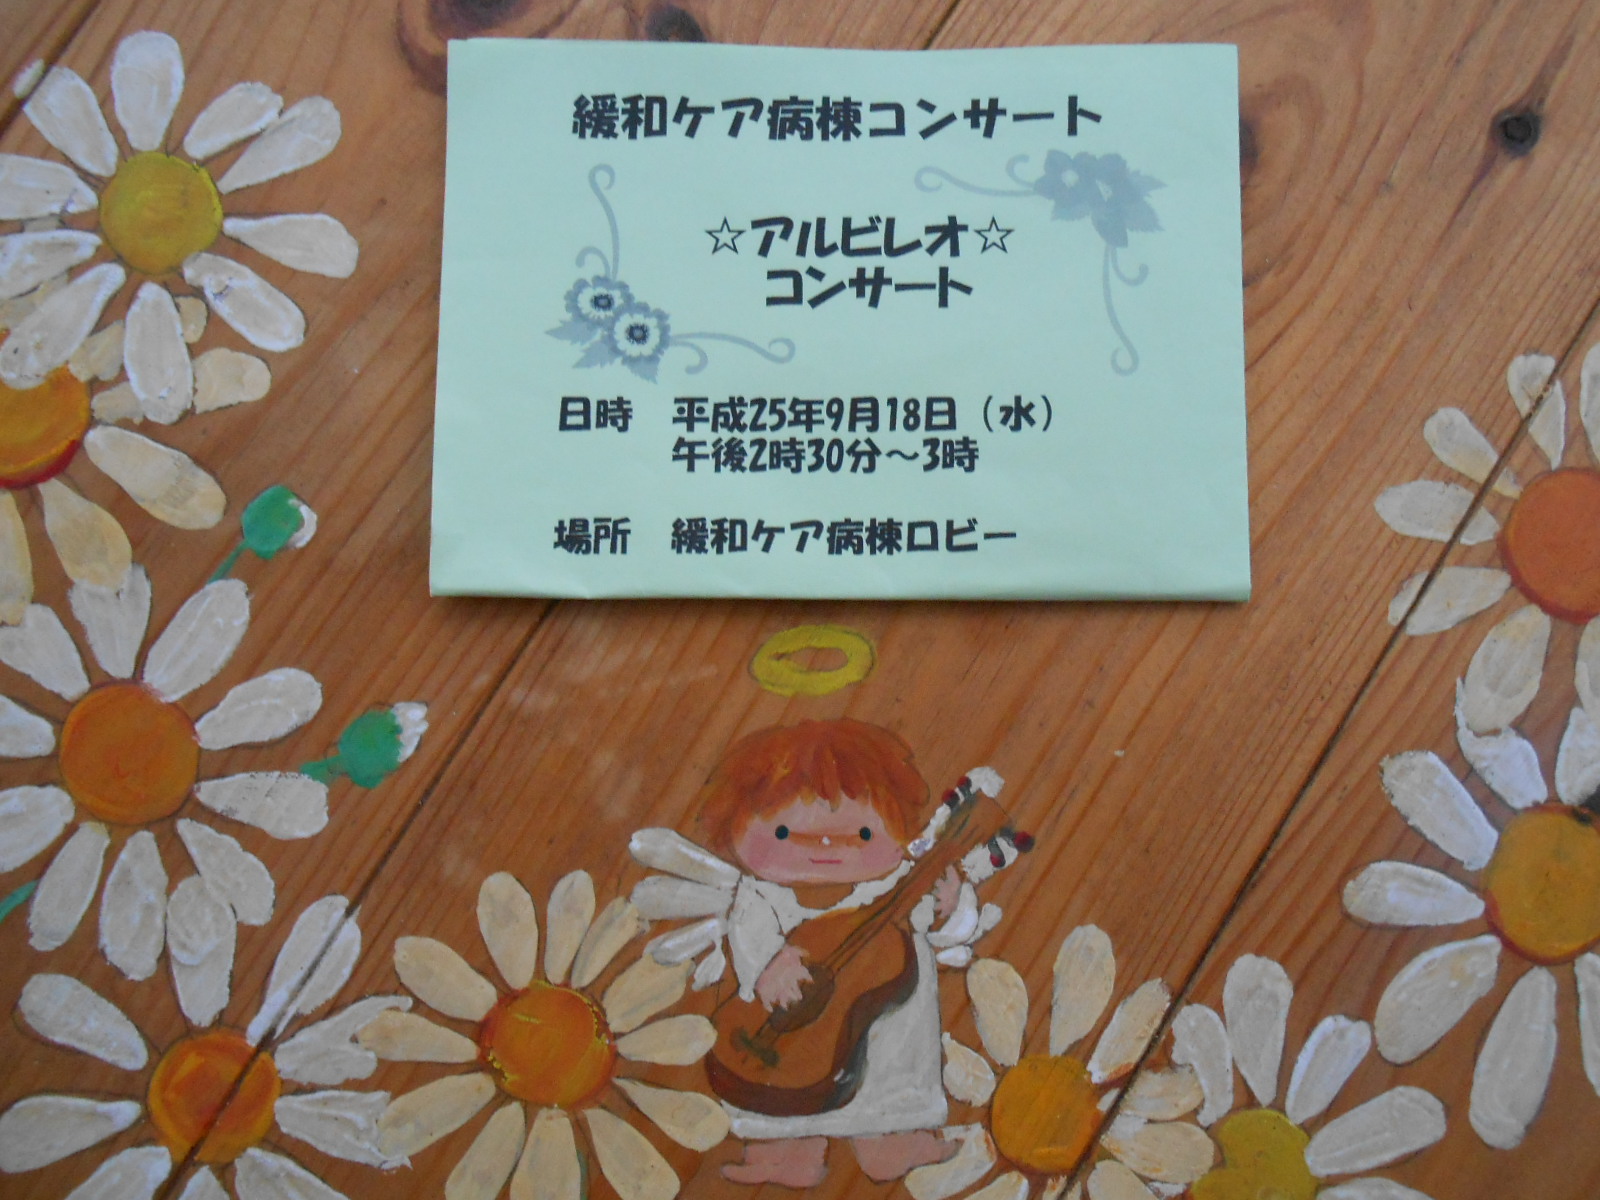 緩和ケア病棟コンサート
☆アルビレオ☆
コンサート
日時　平成25年9月18日（水）
午後2時30分～3時
場所　緩和ケア病棟ロビー